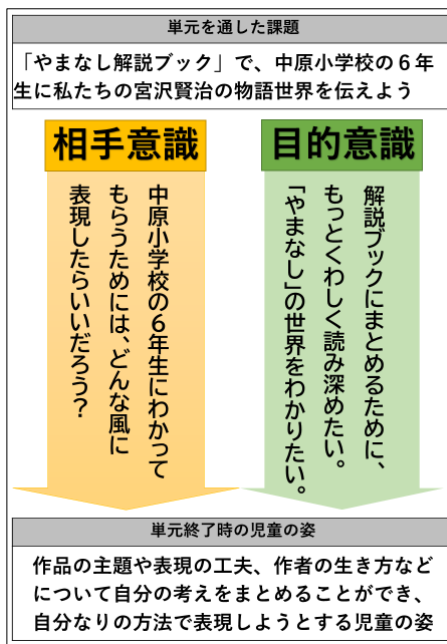 単元を通した課題
「やまなし解説ブック」で、中原小学校の６年
生に私たちの宮沢賢治の物語世界を伝えよう
相手意識
中原小学校の６年生にわかって
もらうためには、どんな風に
表現したらいいだろう？
目的意識
解説ブックにまとめるために、
もっとくわしく読み深めたい。
「やまなし」の世界をわかりたい。
単元終了時の児童の姿
作品の主題や表現の工夫、作者の生き方など
について自分の考えをまとめることができ、
自分なりの方法で表現しようとする児童の姿